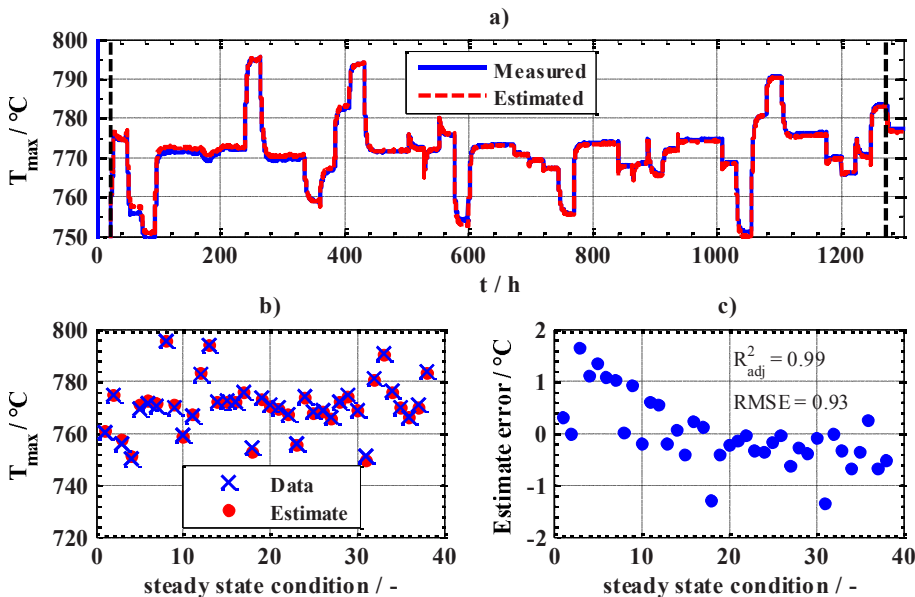 a)
800
790
780
770
760
750
T_max / °C
Measured
Estimated
0 200 400 600 800 1000 1200
t / h
b)
800
780
760
740
720
T_max / °C
Data
Estimate
0 10 20 30 40
steady state condition / -
c)
2
1
0
-1
-2
Estimate error / °C
R²_adj = 0.99
RMSE = 0.93
0 10 20 30 40
steady state condition / -